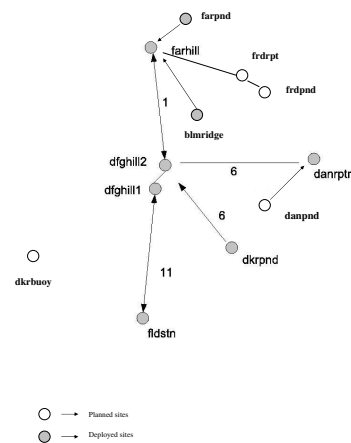 farpnd
farhill
frdrpt
frdpnd
1
blmridge
dfghill2
6
danrptr
dfghill1
6
danpnd
dkrpnd
dkrbuoy
11
fldstn
Planned sites
Deployed sites